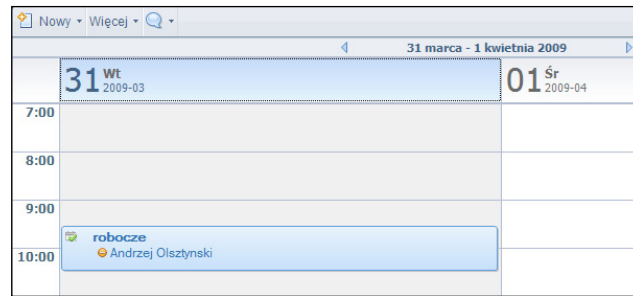 Nowy Więcej
31 marca - 1 kwietnia 2009
31 Wt 2009-03
01 Śr 2009-04
7:00
8:00
9:00
robocze
Andrzej Olsztynski
10:00